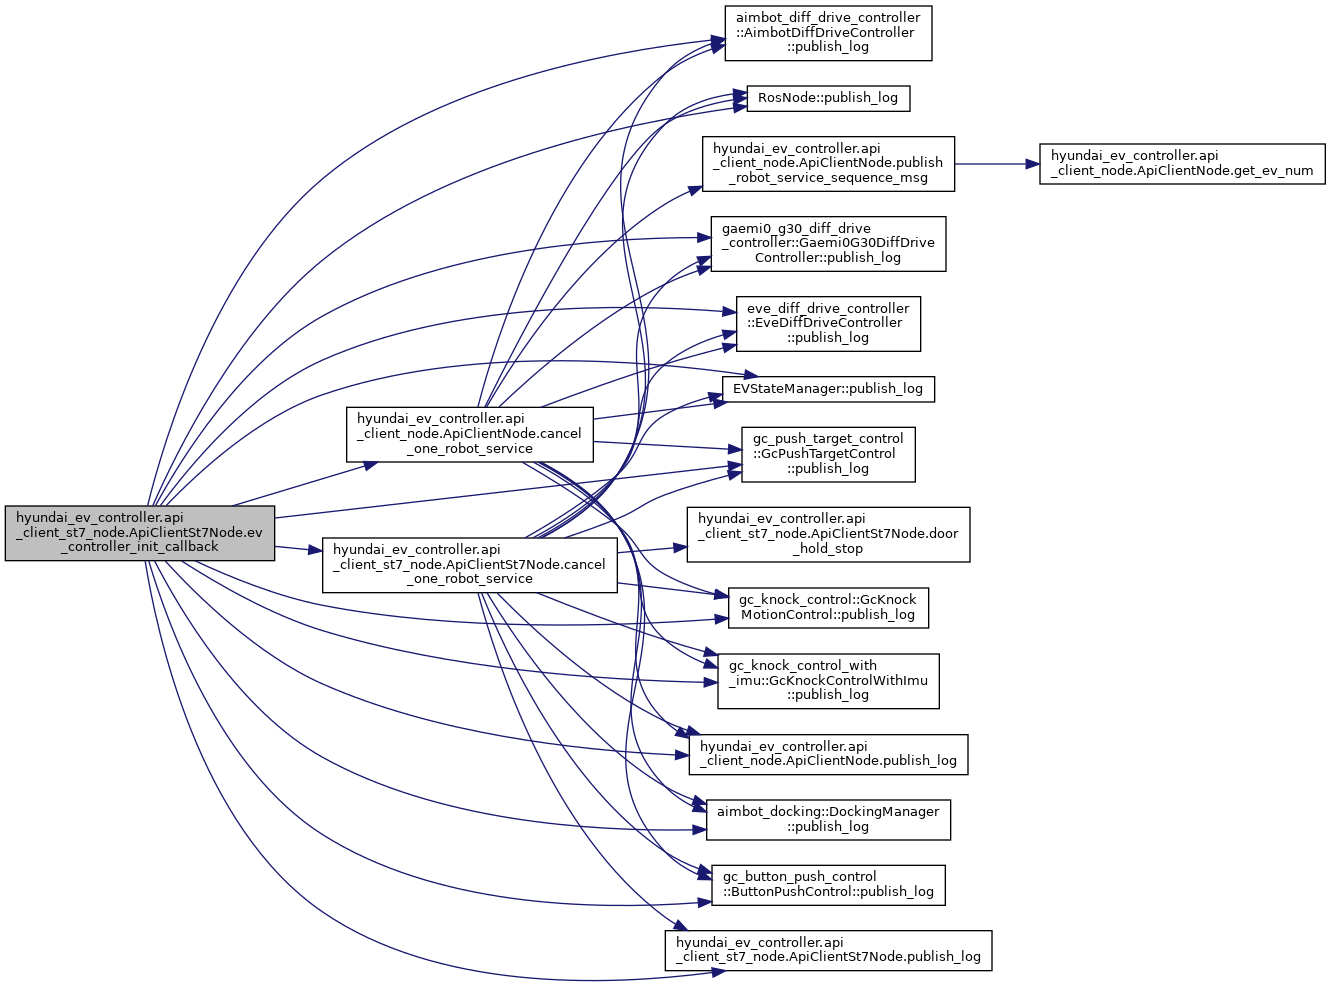 aimbot_diff_drive_controller
::AimbotDiffDriveController
::publish_log
RosNode::publish_log
hyundai_ev_controller.api
_client_node.ApiClientNode.publish
_robot_service_sequence_msg
hyundai_ev_controller.api
_client_node.ApiClientNode.get_ev_num
gaemi0_g30_diff_drive
_controller::Gaemi0G30DiffDrive
Controller::publish_log
eve_diff_drive_controller
::EveDiffDriveController
::publish_log
EVStateManager::publish_log
hyundai_ev_controller.api
_client_node.ApiClientNode.cancel
_one_robot_service
gc_push_target_control
::GcPushTargetControl
::publish_log
hyundai_ev_controller.api
_client_st7_node.ApiClientSt7Node.ev
_controller_init_callback
hyundai_ev_controller.api
_client_st7_node.ApiClientSt7Node.door
_hold_stop
hyundai_ev_controller.api
_client_st7_node.ApiClientSt7Node.cancel
_one_robot_service
gc_knock_control::GcKnock
MotionControl::publish_log
gc_knock_control_with
_imu::GcKnockControlWithImu
::publish_log
hyundai_ev_controller.api
_client_node.ApiClientNode.publish_log
aimbot_docking::DockingManager
::publish_log
gc_button_push_control
::ButtonPushControl::publish_log
hyundai_ev_controller.api
_client_st7_node.ApiClientSt7Node.publish_log